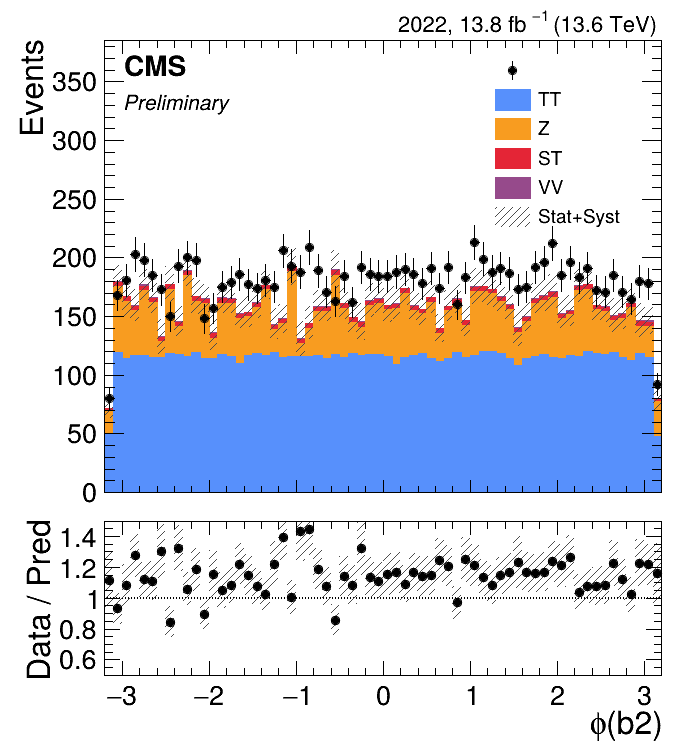 2022, 13.8 fb⁻¹ (13.6 TeV)
CMS
Preliminary
Events
350
300
250
200
150
100
50
0
TT
Z
ST
VV
Stat+Syst
Data / Pred
1.4
1.2
1
0.8
0.6
−3 −2 −1 0 1 2 3
ϕ(b2)